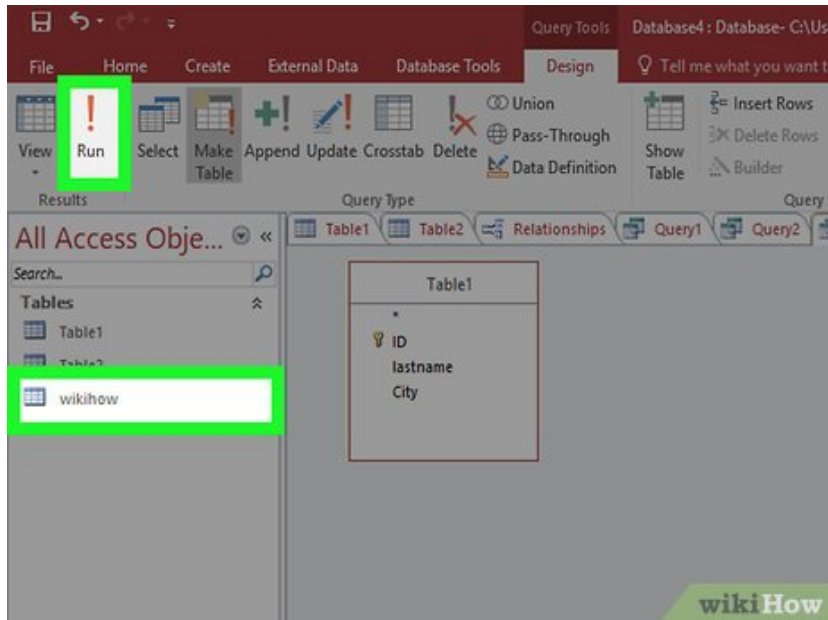 Query Tools
Database4 : Database- C:\Us
File Home Create External Data Database Tools Design Tell me what you want t
View
Run
Select
Make
Table
Append
Update
Crosstab
Delete
Union
Pass-Through
Data Definition
Show
Table
Insert Rows
Delete Rows
Builder
Results
Query Type
Query
All Access Obje... «
Table1 Table2 Relationships Query1 Query2
Search...
Tables
Table1
Table2
wikihow
Table1
*
ID
lastname
City
wikiHow